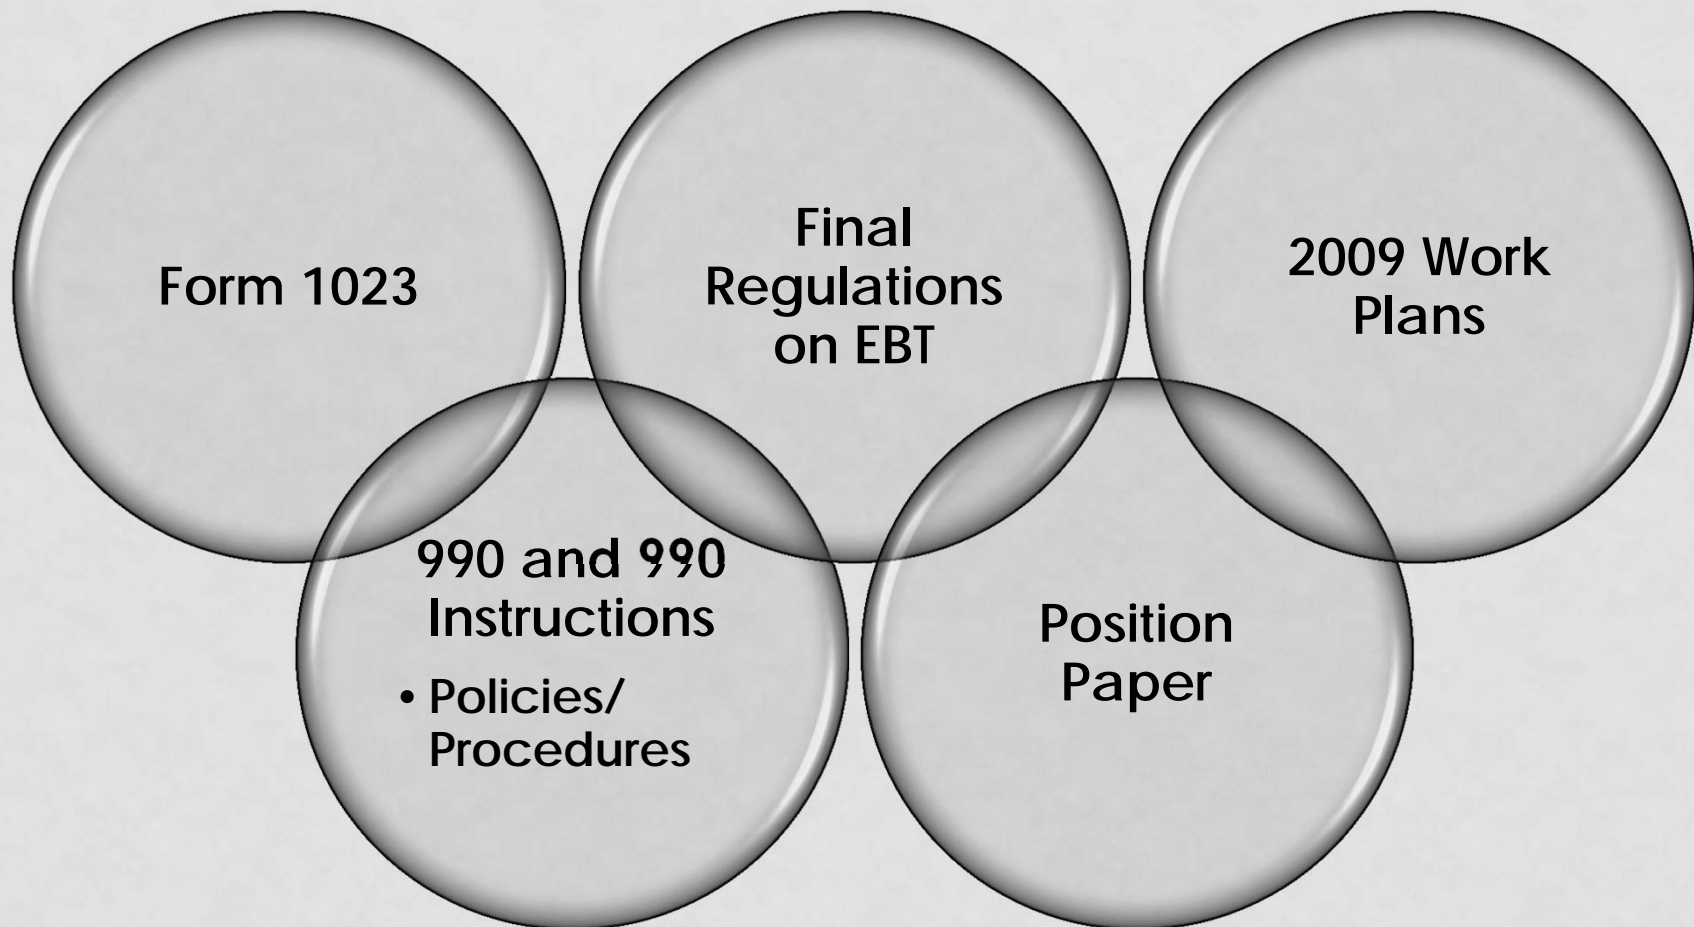 Form 1023
Final
Regulations
on EBT
2009 Work
Plans
990 and 990
Instructions
• Policies/
Procedures
Position
Paper